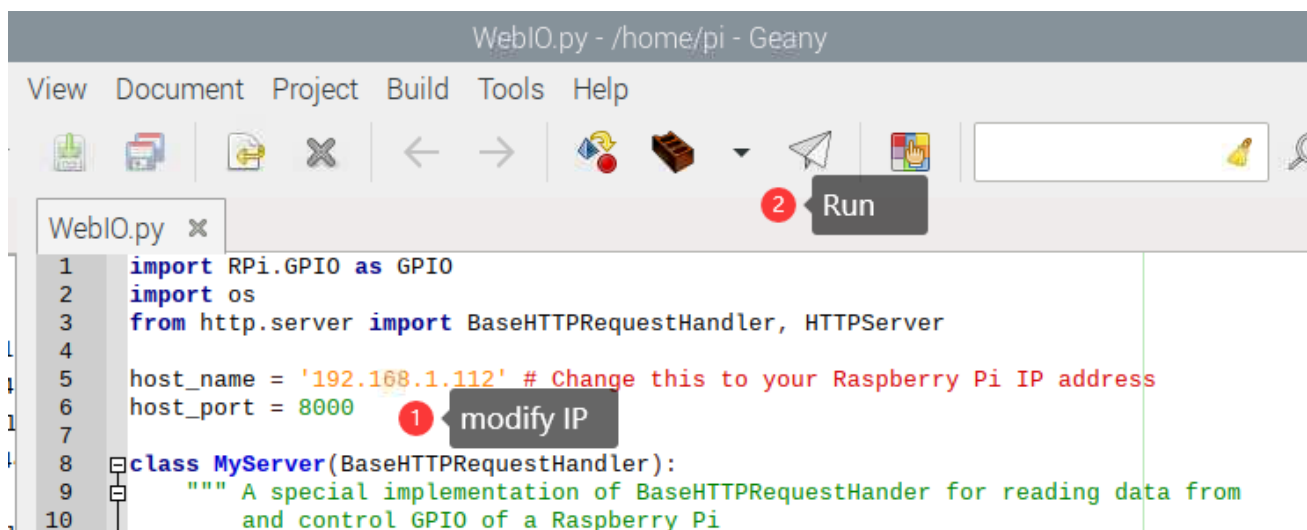 WebIO.py - /home/pi - Geany
View Document Project Build Tools Help
2 Run
WebIO.py
1 import RPi.GPIO as GPIO
2 import os
3 from http.server import BaseHTTPRequestHandler, HTTPServer
4
5 host_name = '192.168.1.112' # Change this to your Raspberry Pi IP address
6 host_port = 8000
1 modify IP
7
8 class MyServer(BaseHTTPRequestHandler):
9 """ A special implementation of BaseHTTPRequestHander for reading data from
10 and control GPIO of a Raspberry Pi